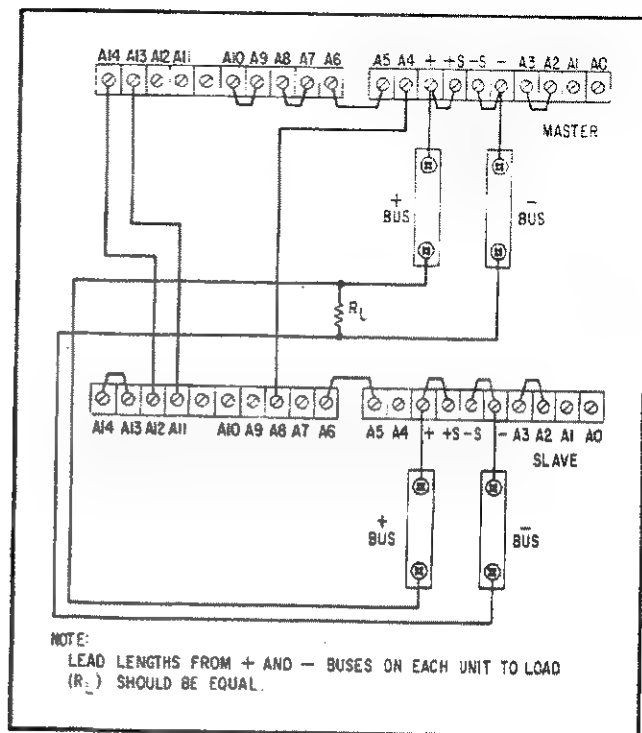 A14 A13 A12 A11 A10 A9 A8 A7 A6 A5 A4 + +S -S - A3 A2 A1 A0
MASTER
+
BUS
-
BUS
RL
A14 A13 A12 A11 A10 A9 A8 A7 A6 A5 A4 + +S -S - A3 A2 A1 A0
SLAVE
+
BUS
-
BUS
NOTE:
LEAD LENGTHS FROM + AND - BUSES ON EACH UNIT TO LOAD
(RL) SHOULD BE EQUAL.